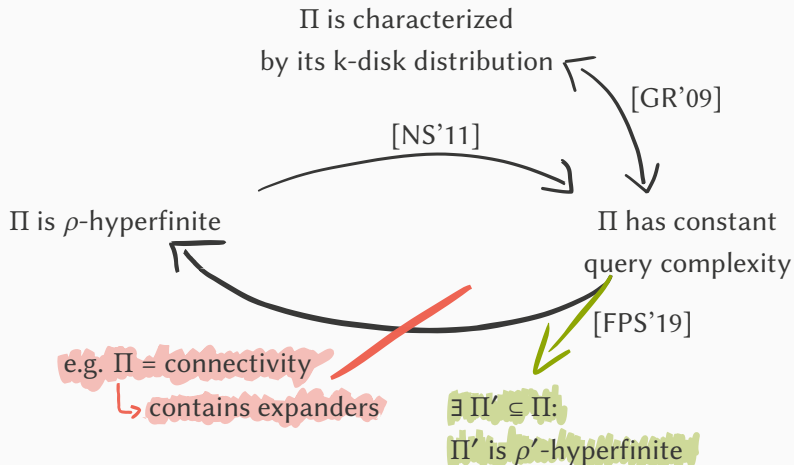 Π is characterized
by its k-disk distribution
[GR’09]
[NS’11]
Π is ρ-hyperfinite
Π has constant
query complexity
[FPS’19]
e.g. Π = connectivity
contains expanders
∃ Π′ ⊆ Π:
Π′ is ρ′-hyperfinite